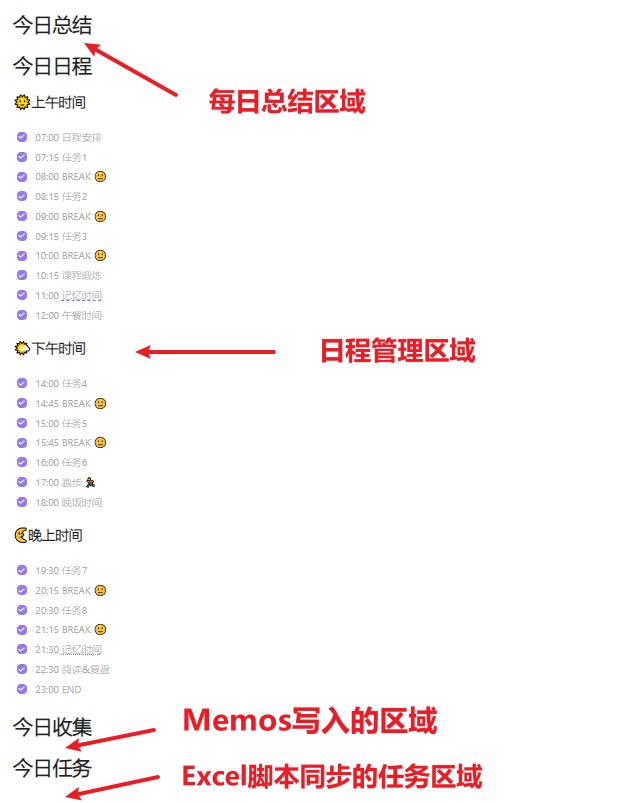 今日总结
今日日程
每日总结区域
🌞上午时间
07:00 日程安排
07:15 任务1
08:00 BREAK 😐
08:15 任务2
09:00 BREAK 😐
09:15 任务3
10:00 BREAK 😐
10:15 课程锻炼
11:00 记忆时间
12:00 午餐时间
🌤下午时间
日程管理区域
14:00 任务4
14:45 BREAK 😐
15:00 任务5
15:45 BREAK 😐
16:00 任务6
17:00 跑步 🏃
18:00 晚饭时间
🌜晚上时间
19:30 任务7
20:15 BREAK 😐
20:30 任务8
21:15 BREAK 😐
21:30 记忆时间
22:30 阅读&复盘
23:00 END
今日收集
Memos写入的区域
今日任务
Excel脚本同步的任务区域